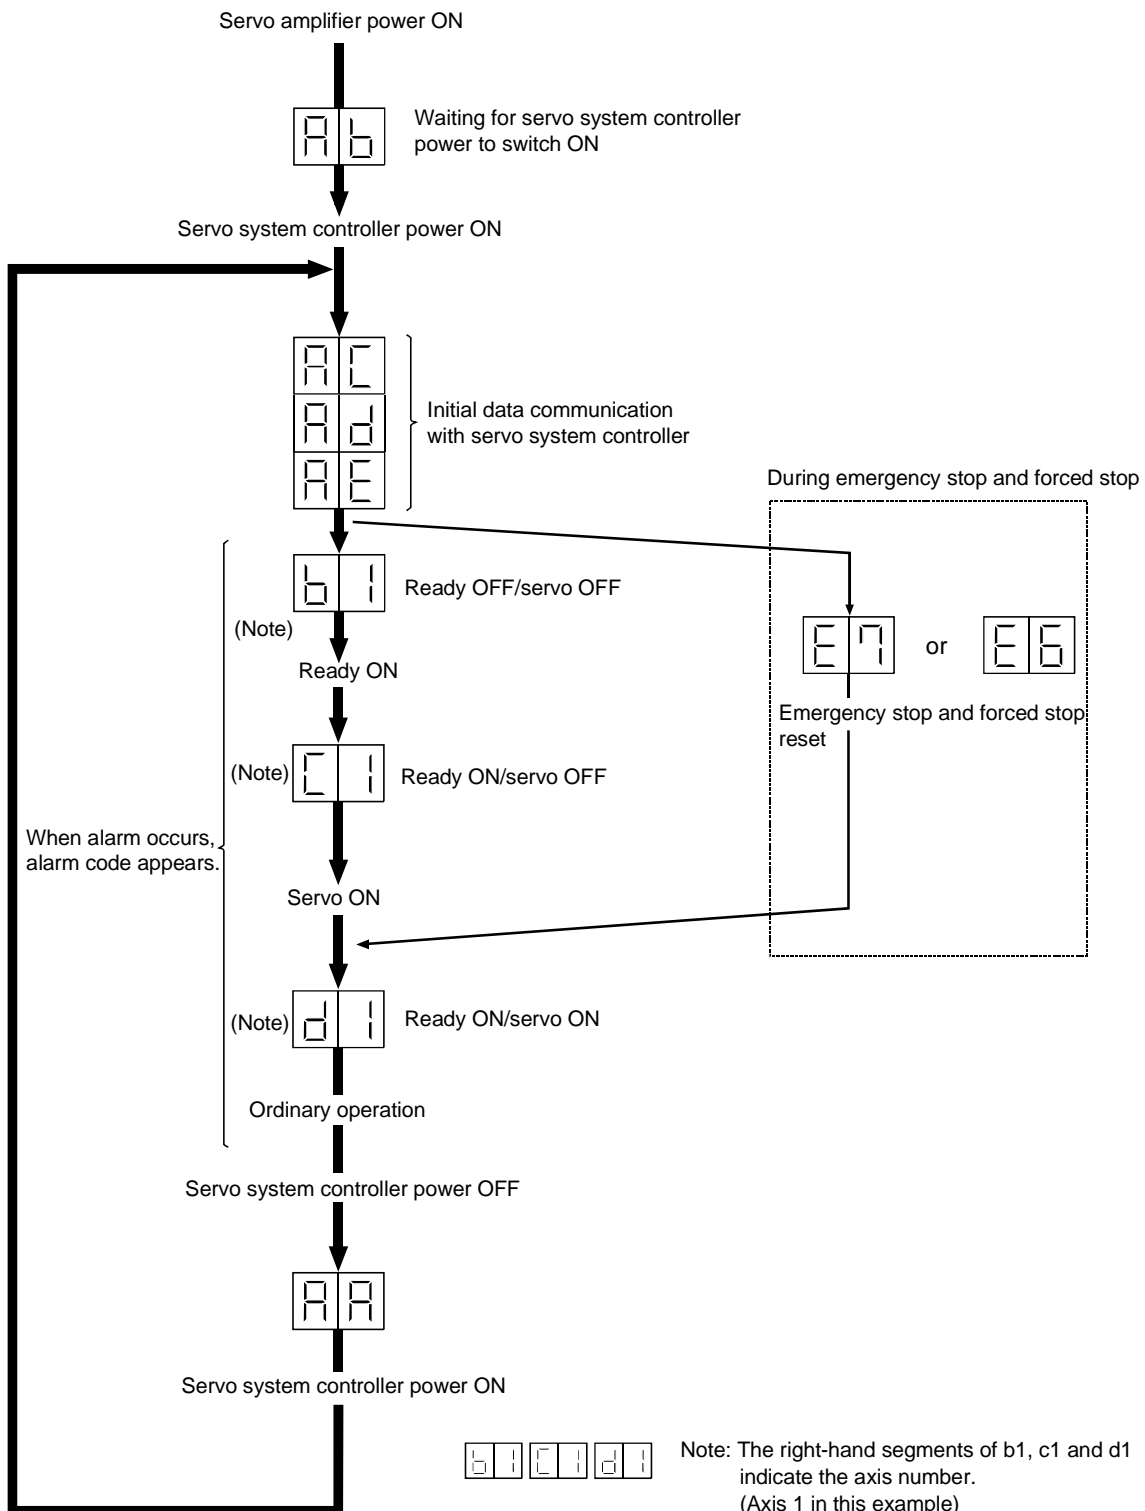 Servo amplifier power ON
Ab
Waiting for servo system controller
power to switch ON
Servo system controller power ON
AC
Ad
AE
Initial data communication
with servo system controller
During emergency stop and forced stop
b1
Ready OFF/servo OFF
(Note)
E7 or E6
Ready ON
Emergency stop and forced stop
reset
(Note)
C1
Ready ON/servo OFF
When alarm occurs,
alarm code appears.
Servo ON
(Note)
d1
Ready ON/servo ON
Ordinary operation
Servo system controller power OFF
AA
Servo system controller power ON
b1 C1 d1
Note: The right-hand segments of b1, c1 and d1
indicate the axis number.
(Axis 1 in this example)